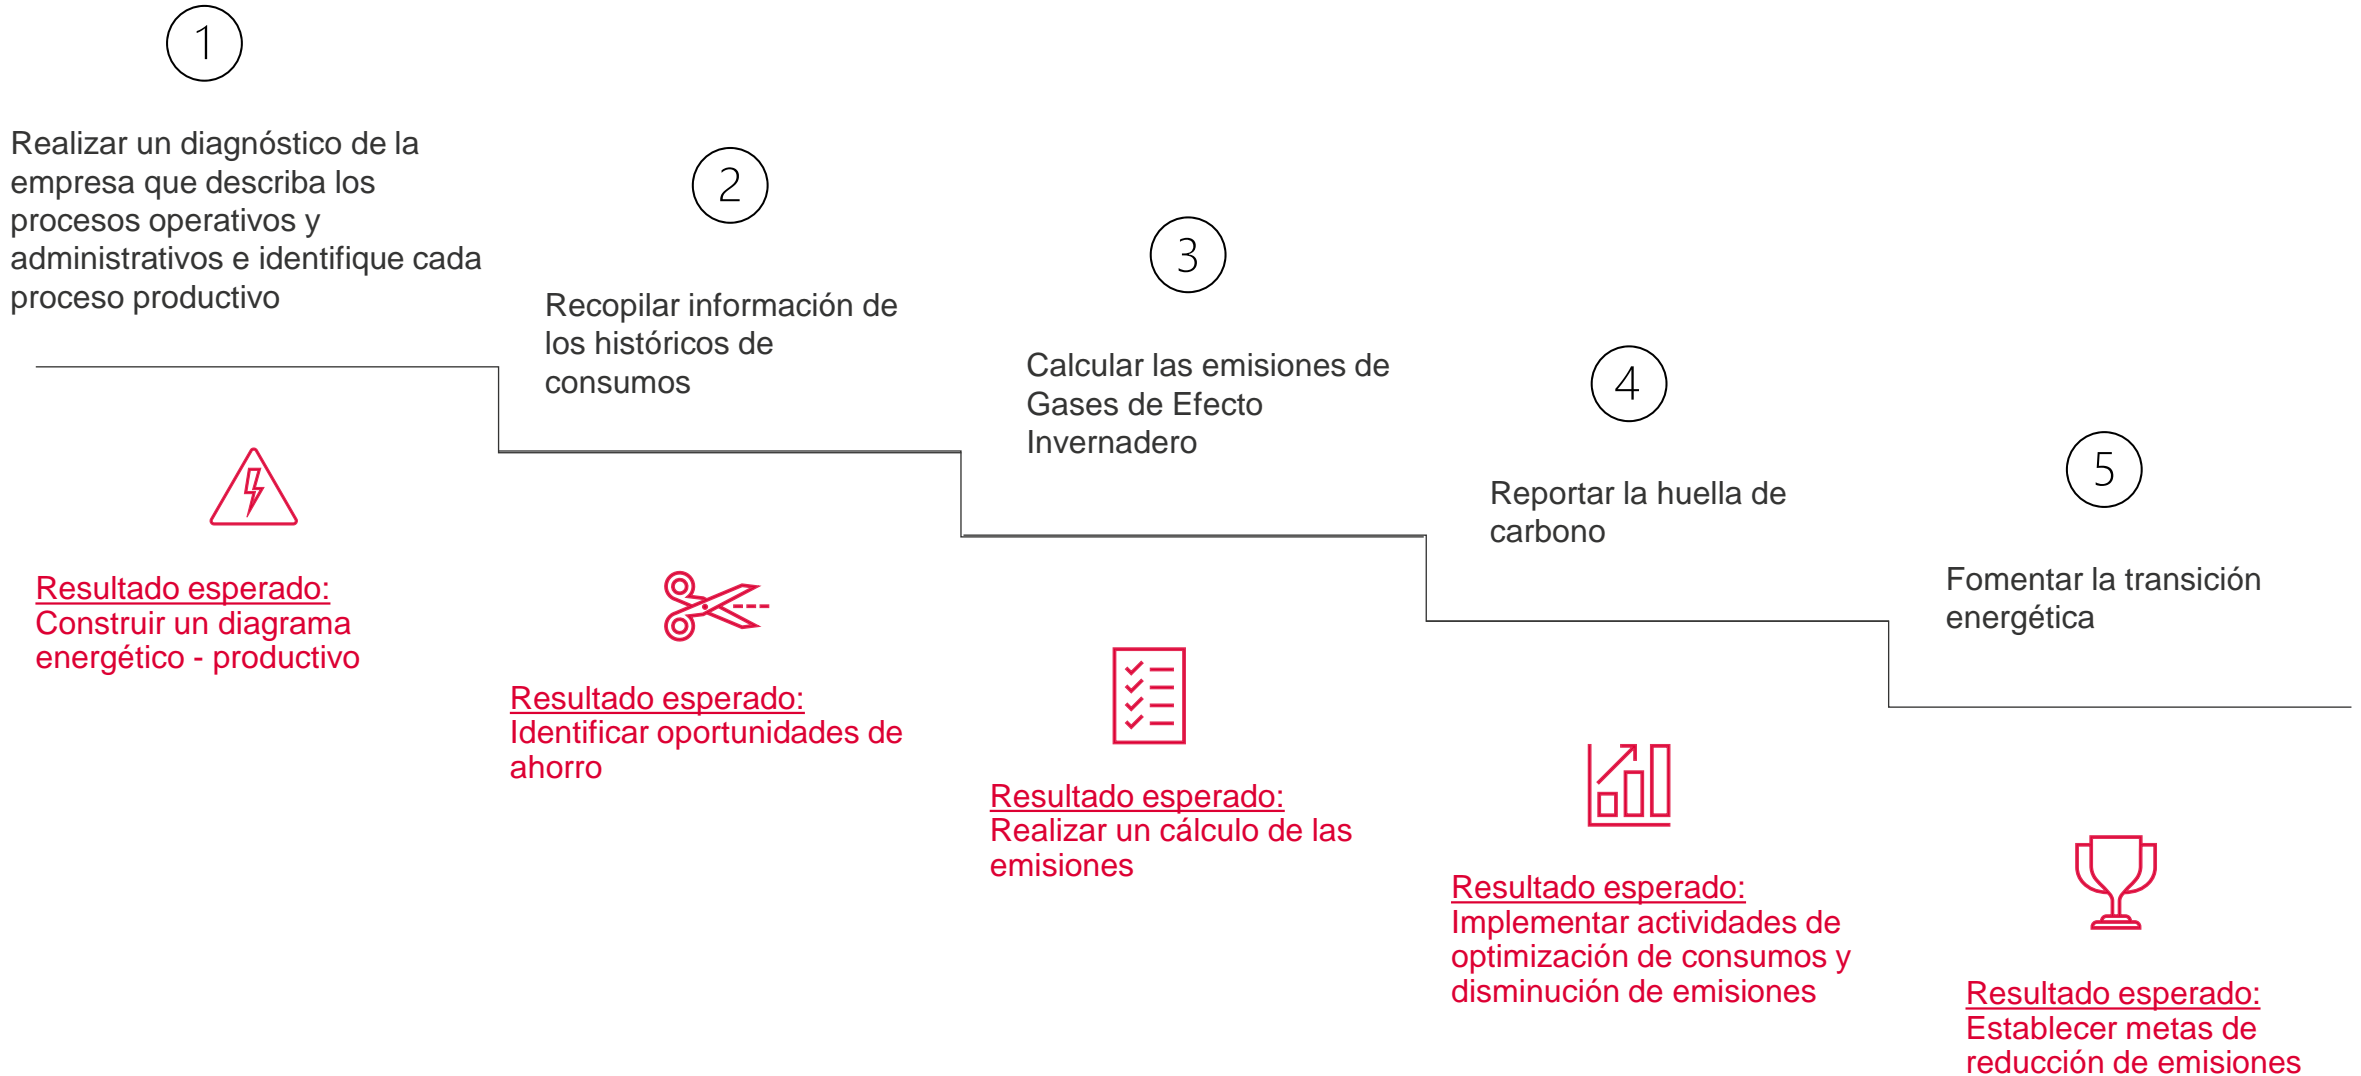 1
Realizar un diagnóstico de la
empresa que describa los
procesos operativos y
administrativos e identifique cada
proceso productivo
Resultado esperado:
Construir un diagrama
energético - productivo
2
Recopilar información de
los históricos de
consumos
Resultado esperado:
Identificar oportunidades de
ahorro
3
Calcular las emisiones de
Gases de Efecto
Invernadero
Resultado esperado:
Realizar un cálculo de las
emisiones
4
Reportar la huella de
carbono
Resultado esperado:
Implementar actividades de
optimización de consumos y
disminución de emisiones
5
Fomentar la transición
energética
Resultado esperado:
Establecer metas de
reducción de emisiones